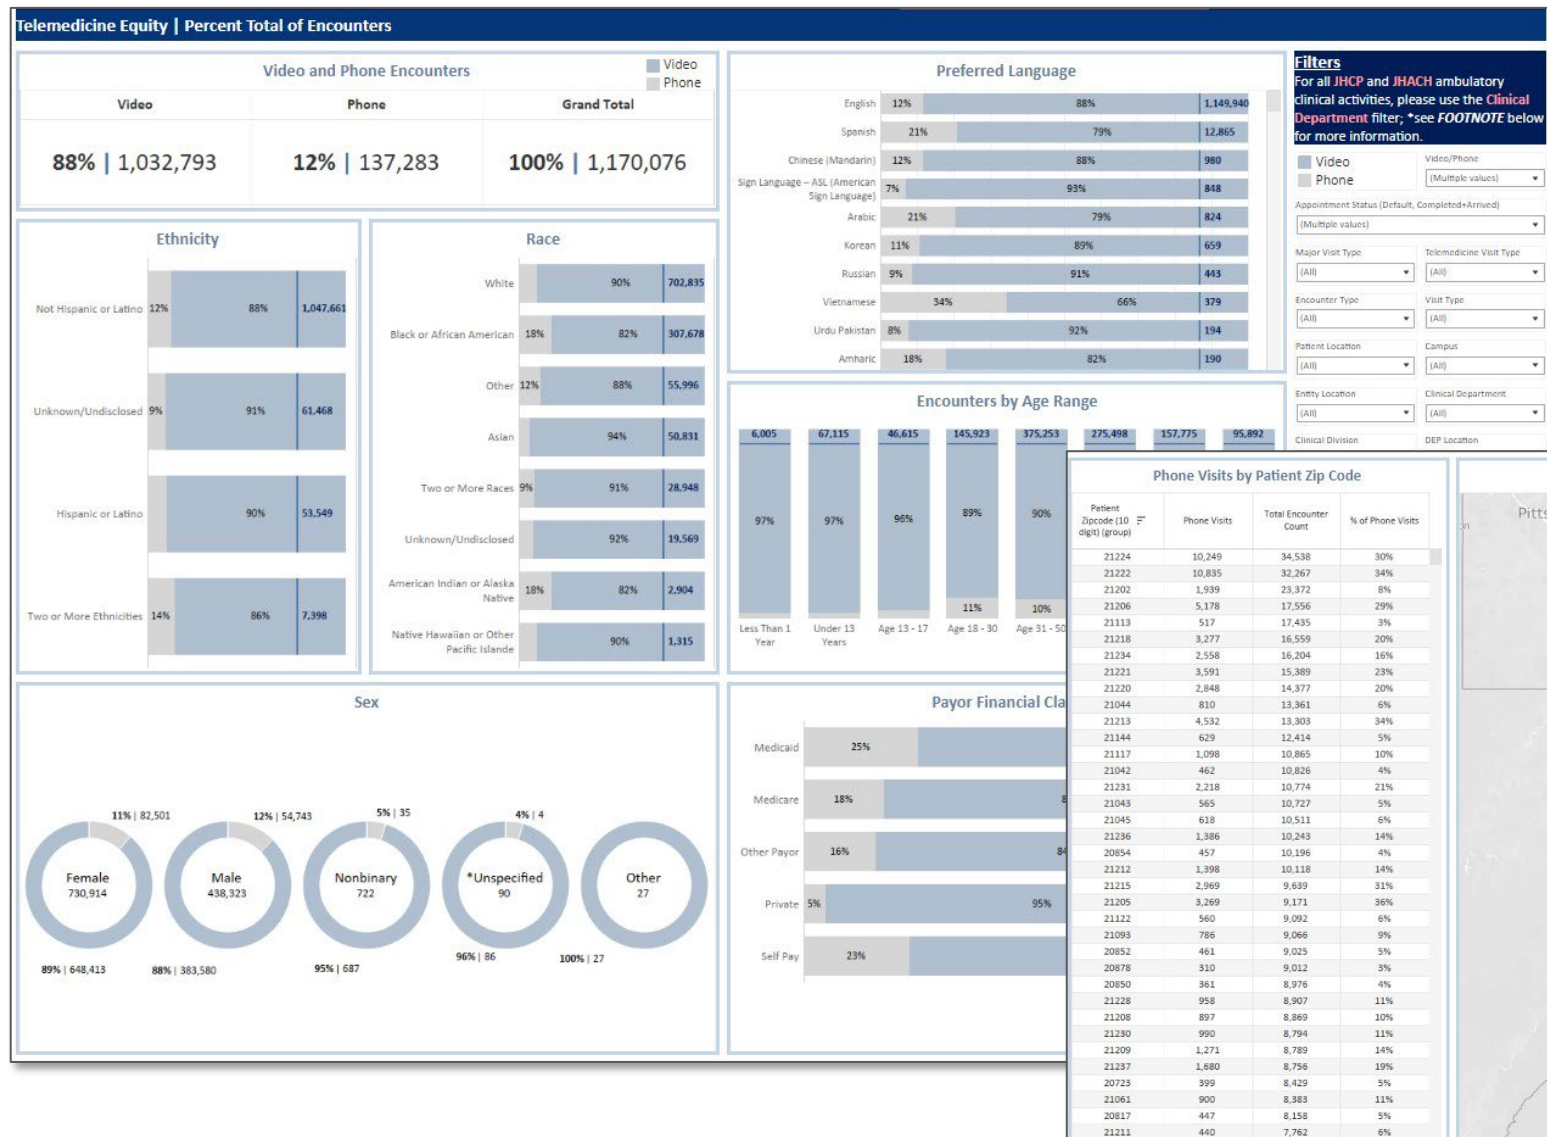 Telemedicine Equity | Percent Total of Encounters
Video and Phone Encounters
Video
Phone
Video Phone Grand Total
88% | 1,032,793 12% | 137,283 100% | 1,170,076
Ethnicity
Not Hispanic or Latino 12% 88% 1,047,661
Unknown/Undisclosed 9% 91% 61,468
Hispanic or Latino 90% 53,549
Two or More Ethnicities 14% 86% 7,398
Race
White 90% 702,835
Black or African American 18% 82% 307,678
Other 12% 88% 55,996
Asian 94% 50,831
Two or More Races 9% 91% 28,948
Unknown/Undisclosed 92% 19,569
American Indian or Alaska
Native 18% 82% 2,904
Native Hawaiian or Other
Pacific Islande 90% 1,315
Preferred Language
English 12% 88% 1,149,940
Spanish 21% 79% 12,865
Chinese (Mandarin) 12% 88% 980
Sign Language – ASL (American
Sign Language) 7% 93% 848
Arabic 21% 79% 824
Korean 11% 89% 659
Russian 9% 91% 443
Vietnamese 34% 66% 379
Urdu Pakistan 8% 92% 194
Amharic 18% 82% 190
Filters
For all JHCP and JHACH ambulatory
clinical activities, please use the Clinical
Department filter; *see FOOTNOTE below
for more information.
Video
Phone
Video/Phone
(Multiple values)
Appointment Status (Default, Completed+Arrived)
(Multiple values)
Major Visit Type Telemedicine Visit Type
(All) (All)
Encounter Type Visit Type
(All) (All)
Patient Location Campus
(All) (All)
Entity Location Clinical Department
(All) (All)
Clinical Division DEP Location
Encounters by Age Range
6,005 67,115 46,615 145,923 375,253 275,498 157,775 95,892
97% 97% 96% 89% 90%
11% 10%
Less Than 1 Under 13 Age 13 - 17 Age 18 - 30 Age 31 - 50
Year Years
Sex
11% | 82,501 12% | 54,743 5% | 35 4% | 4
Female Male Nonbinary *Unspecified Other
730,914 438,323 722 90 27
89% | 648,413 88% | 383,580 95% | 687 96% | 86 100% | 27
Payor Financial Cla
Medicaid 25%
Medicare 18% 8
Other Payor 16% 84
Private 5% 95%
Self Pay 23%
Phone Visits by Patient Zip Code
Patient
Zipcode (10
digit) (group) Phone Visits Total Encounter
Count % of Phone Visits
21224 10,249 34,538 30%
21222 10,835 32,267 34%
21202 1,939 23,372 8%
21206 5,178 17,556 29%
21113 517 17,435 3%
21218 3,277 16,559 20%
21234 2,558 16,204 16%
21221 3,591 15,389 23%
21220 2,848 14,377 20%
21044 810 13,361 6%
21213 4,532 13,303 34%
21144 629 12,414 5%
21117 1,098 10,865 10%
21042 462 10,826 4%
21231 2,218 10,774 21%
21043 565 10,727 5%
21045 618 10,511 6%
21236 1,386 10,243 14%
20854 457 10,196 4%
21212 1,398 10,118 14%
21215 2,969 9,639 31%
21205 3,269 9,171 36%
21122 560 9,092 6%
21093 786 9,066 9%
20852 461 9,025 5%
20878 310 9,012 3%
20850 361 8,976 4%
21228 958 8,907 11%
21208 897 8,869 10%
21230 990 8,794 11%
21209 1,271 8,789 14%
21237 1,680 8,756 19%
20723 399 8,429 5%
21061 900 8,383 11%
20817 447 8,158 5%
21211 440 7,762 6%
Pitts
on